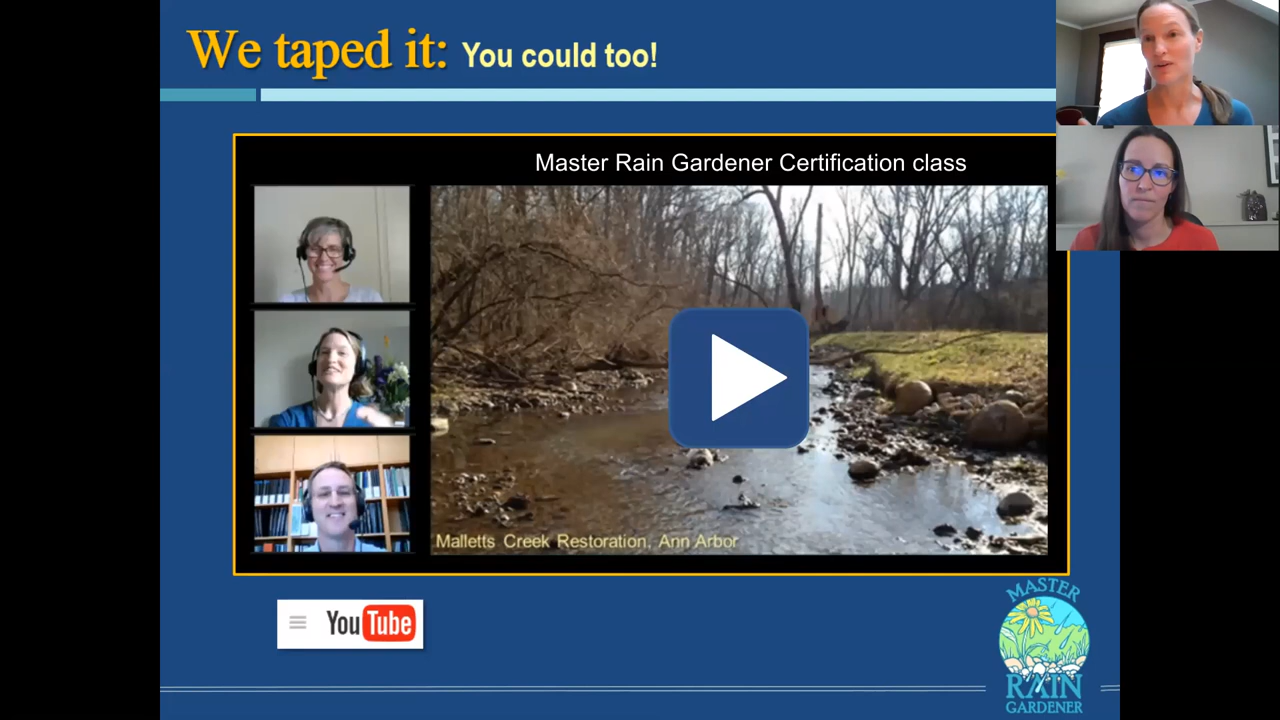 We taped it: You could too!
Master Rain Gardener Certification class
Malletts Creek Restoration, Ann Arbor
YouTube
MASTER
RAIN
GARDENER